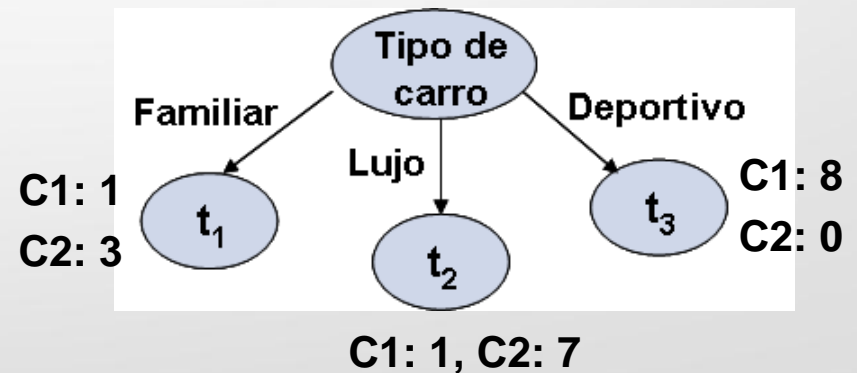 Tipo de
carro
Familiar
Lujo
Deportivo
C1: 1
C2: 3
t₁
t₂
t₃
C1: 8
C2: 0
C1: 1, C2: 7